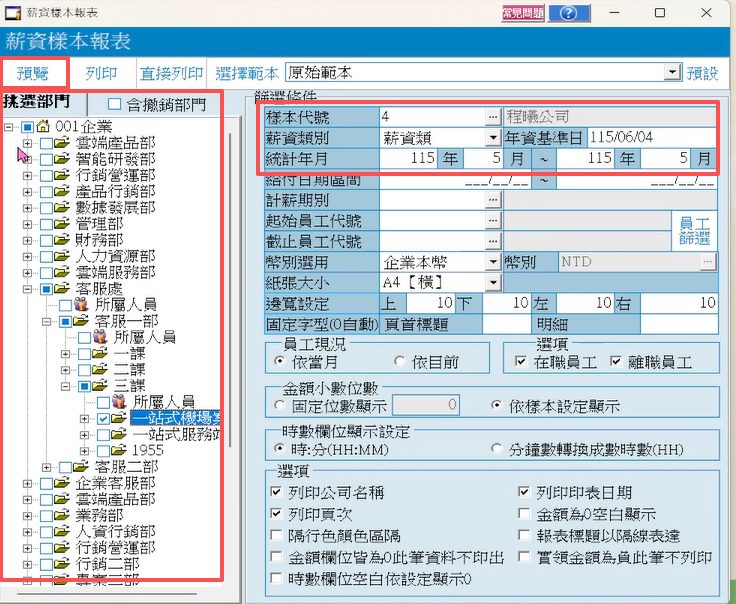 薪資樣本報表
常見問題
薪資樣本報表
預覽 列印 直接列印 選擇範本 原始範本 預設
挑選部門 含撤銷部門
篩選條件
001企業
雲端產品部
智能研發部
行銷營運部
產品行銷部
數據發展部
管理部
財務部
人力資源部
雲端服務部
客服處
所屬人員
客服一部
所屬人員
一課
二課
三課
所屬人員
一站式機場
一站式服務站
1955
客服二部
企業客服部
雲端產品部
業務部
人資行銷部
行銷營運部
行銷二部
專案二部
樣本代號 4 ... 程曦公司
薪資類別 薪資類 年資基準日 115/06/04
統計年月 115 年 5 月 ~ 115 年 5 月
給付日期區間 ___/__/__ ~ ___/__/__
計薪期別 ...
起始員工代號 ...
截止員工代號 ...
員工
篩選
幣別選用 企業本幣 幣別 NTD ...
紙張大小 A4【橫】
邊寬設定 上 10 下 10 左 10 右 10
固定字型(0自動) 頁首標題 明細
員工現況
依當月 依目前
選項
在職員工 離職員工
金額小數位數
固定位數顯示 0 依樣本設定顯示
時數欄位顯示設定
時:分(HH:MM) 分鐘數轉換成數時數(HH)
選項
列印公司名稱 列印印表日期
列印頁次 金額為0空白顯示
隔行色顏色區隔 報表標題以隔線表達
金額欄位皆為0此筆資料不印出 實領金額為負此筆不列印
時數欄位空白依設定顯示0